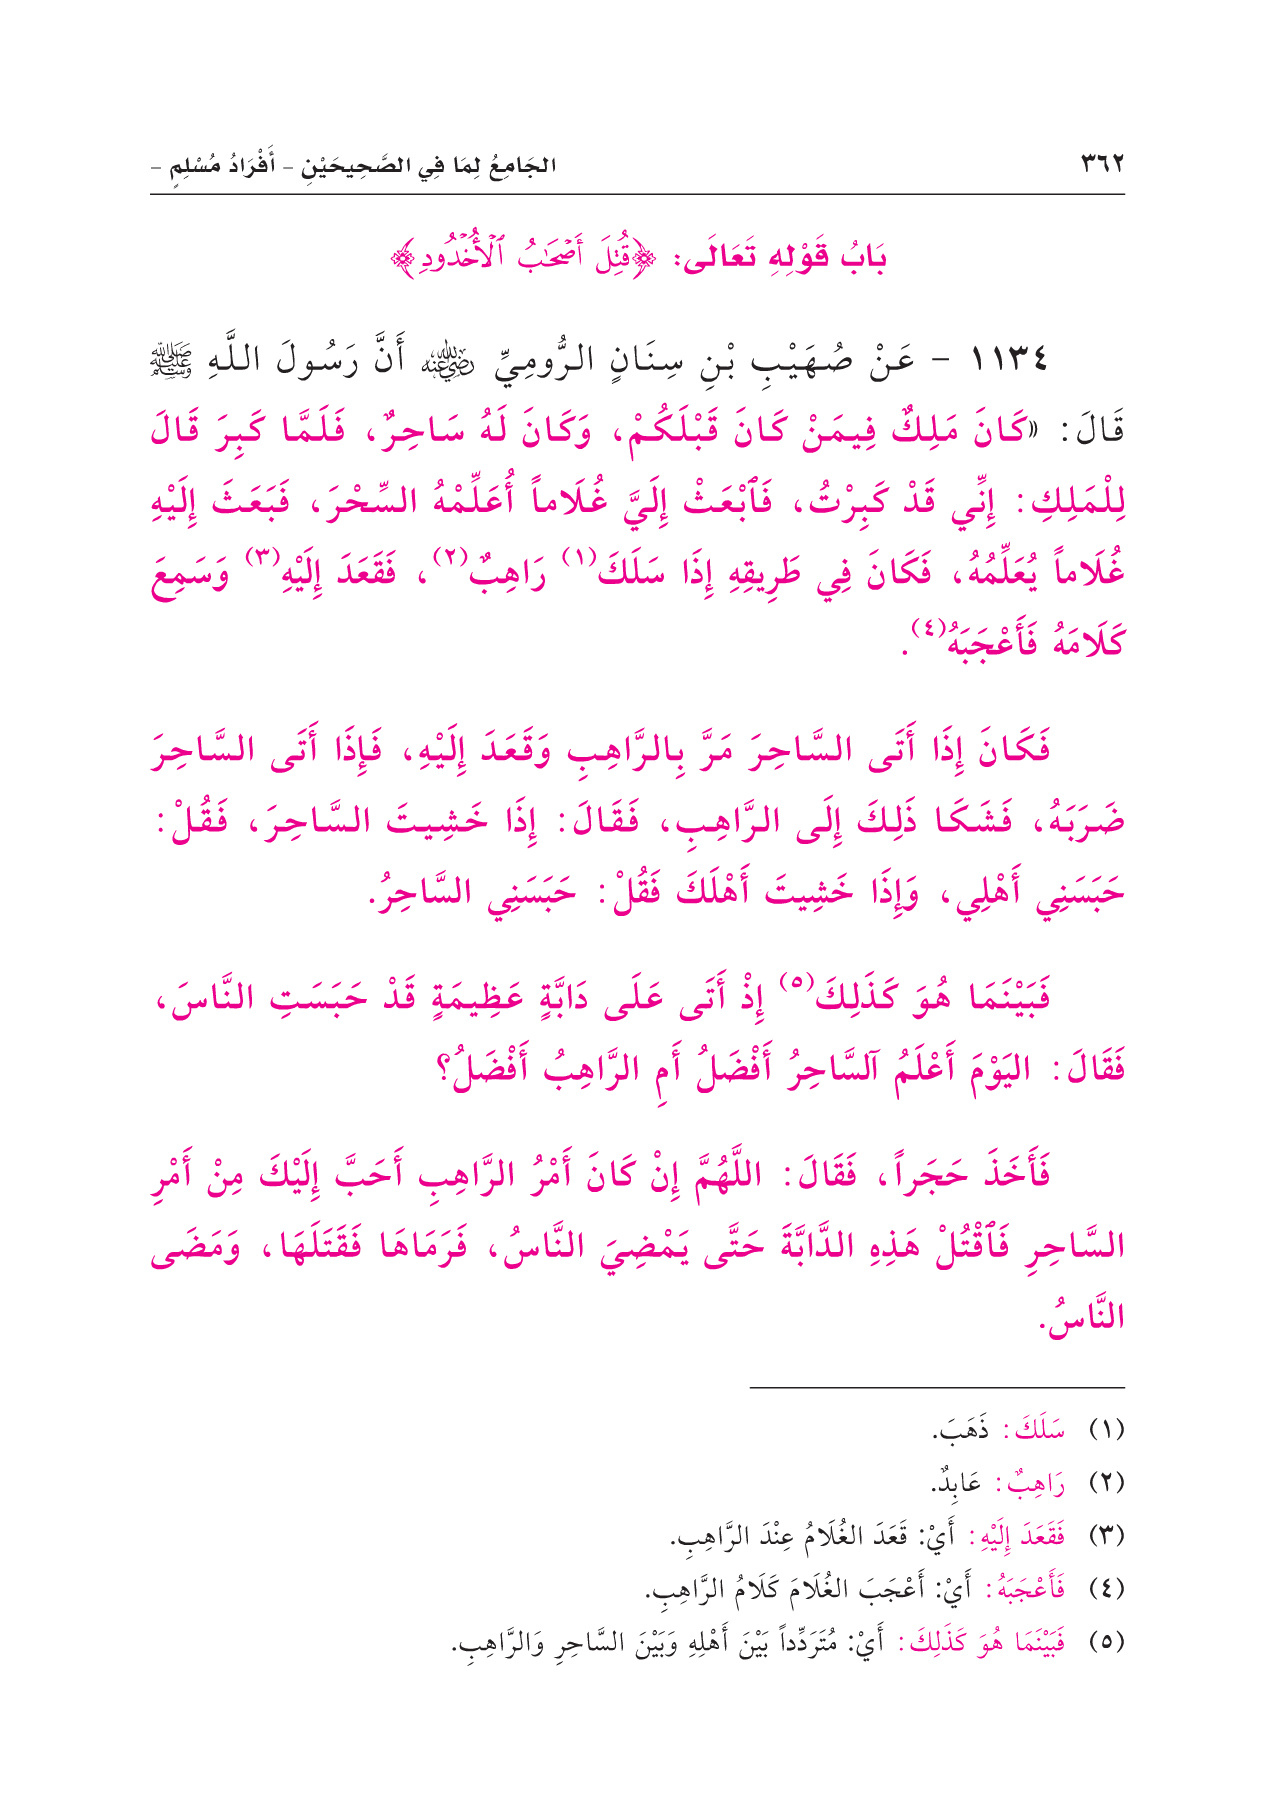 ٣٦٢ الجَامِعُ لِمَا فِي الصَّحِيحَيْنِ – أَفْرَادُ مُسْلِمٍ –
بَابُ قَوْلِهِ تَعَالَى: ﴿قُتِلَ أَصْحَٰبُ ٱلْأُخْدُودِ﴾
١١٣٤ – عَنْ صُهَيْبِ بْنِ سِنَانٍ الرُّومِيِّ رضي الله عنه أَنَّ رَسُولَ اللَّهِ ﷺ
قَالَ: «كَانَ مَلِكٌ فِيمَنْ كَانَ قَبْلَكُمْ، وَكَانَ لَهُ سَاحِرٌ، فَلَمَّا كَبِرَ قَالَ
لِلْمَلِكِ: إِنِّي قَدْ كَبِرْتُ، فَٱبْعَثْ إِلَيَّ غُلَاماً أُعَلِّمْهُ السِّحْرَ، فَبَعَثَ إِلَيْهِ
غُلَاماً يُعَلِّمُهُ، فَكَانَ فِي طَرِيقِهِ إِذَا سَلَكَ(١) رَاهِبٌ(٢)، فَقَعَدَ إِلَيْهِ(٣) وَسَمِعَ
كَلَامَهُ فَأَعْجَبَهُ(٤).
فَكَانَ إِذَا أَتَى السَّاحِرَ مَرَّ بِالرَّاهِبِ وَقَعَدَ إِلَيْهِ، فَإِذَا أَتَى السَّاحِرَ
ضَرَبَهُ، فَشَكَا ذَلِكَ إِلَى الرَّاهِبِ، فَقَالَ: إِذَا خَشِيتَ السَّاحِرَ، فَقُلْ:
حَبَسَنِي أَهْلِي، وَإِذَا خَشِيتَ أَهْلَكَ فَقُلْ: حَبَسَنِي السَّاحِرُ.
فَبَيْنَمَا هُوَ كَذَلِكَ(٥) إِذْ أَتَى عَلَى دَابَّةٍ عَظِيمَةٍ قَدْ حَبَسَتِ النَّاسَ،
فَقَالَ: اليَوْمَ أَعْلَمُ آلسَّاحِرُ أَفْضَلُ أَمِ الرَّاهِبُ أَفْضَلُ؟
فَأَخَذَ حَجَراً، فَقَالَ: اللَّهُمَّ إِنْ كَانَ أَمْرُ الرَّاهِبِ أَحَبَّ إِلَيْكَ مِنْ أَمْرِ
السَّاحِرِ فَٱقْتُلْ هَذِهِ الدَّابَّةَ حَتَّى يَمْضِيَ النَّاسُ، فَرَمَاهَا فَقَتَلَهَا، وَمَضَى
النَّاسُ.
(١) سَلَكَ: ذَهَبَ.
(٢) رَاهِبٌ: عَابِدٌ.
(٣) فَقَعَدَ إِلَيْهِ: أَيْ: قَعَدَ الغُلَامُ عِنْدَ الرَّاهِبِ.
(٤) فَأَعْجَبَهُ: أَيْ: أَعْجَبَ الغُلَامَ كَلَامُ الرَّاهِبِ.
(٥) فَبَيْنَمَا هُوَ كَذَلِكَ: أَيْ: مُتَرَدِّداً بَيْنَ أَهْلِهِ وَبَيْنَ السَّاحِرِ وَالرَّاهِبِ.